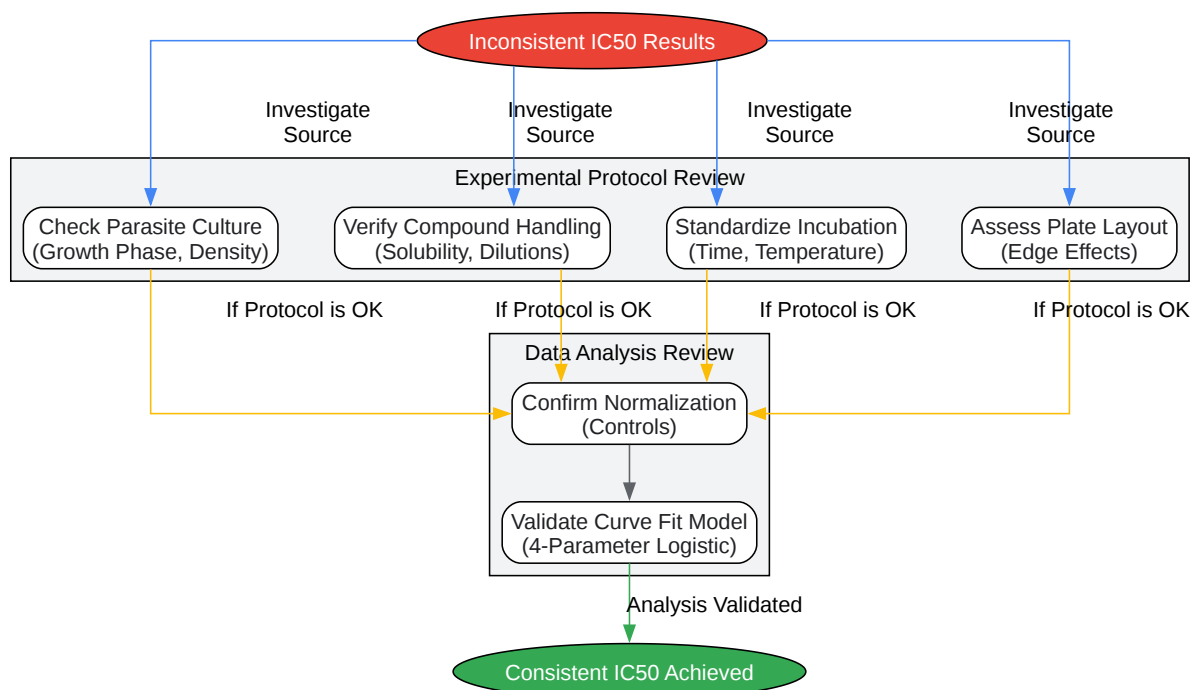 Inconsistent IC50 Results
Investigate
Source
Investigate
Source
Investigate
Source
Investigate
Source
Experimental Protocol Review
Check Parasite Culture
(Growth Phase, Density)
Verify Compound Handling
(Solubility, Dilutions)
Standardize Incubation
(Time, Temperature)
Assess Plate Layout
(Edge Effects)
If Protocol is OK
If Protocol is OK
If Protocol is OK
If Protocol is OK
Data Analysis Review
Confirm Normalization
(Controls)
Validate Curve Fit Model
(4-Parameter Logistic)
Analysis Validated
Consistent IC50 Achieved